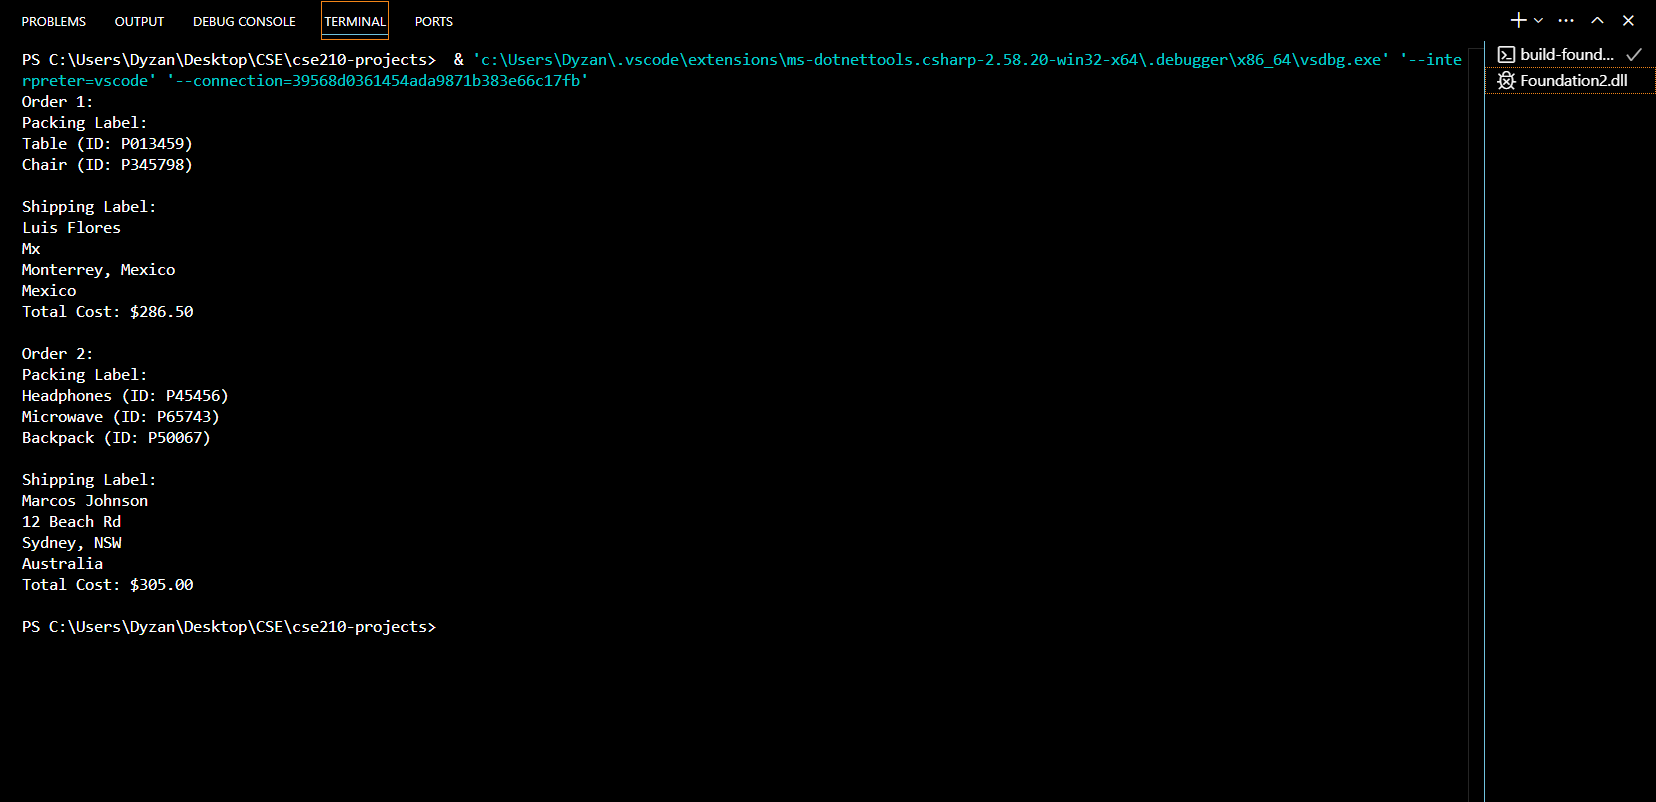 PROBLEMS OUTPUT DEBUG CONSOLE TERMINAL PORTS
PS C:\Users\Dyzan\Desktop\CSE\cse210-projects>  & 'c:\Users\Dyzan\.vscode\extensions\ms-dotnettools.csharp-2.58.20-win32-x64\.debugger\x86_64\vsdbg.exe' '--inte
rpreter=vscode' '--connection=39568d0361454ada9871b383e66c17fb'
Order 1:
Packing Label:
Table (ID: P013459)
Chair (ID: P345798)

Shipping Label:
Luis Flores
Mx
Monterrey, Mexico
Mexico
Total Cost: $286.50

Order 2:
Packing Label:
Headphones (ID: P45456)
Microwave (ID: P65743)
Backpack (ID: P50067)

Shipping Label:
Marcos Johnson
12 Beach Rd
Sydney, NSW
Australia
Total Cost: $305.00

PS C:\Users\Dyzan\Desktop\CSE\cse210-projects>
build-found...
Foundation2.dll